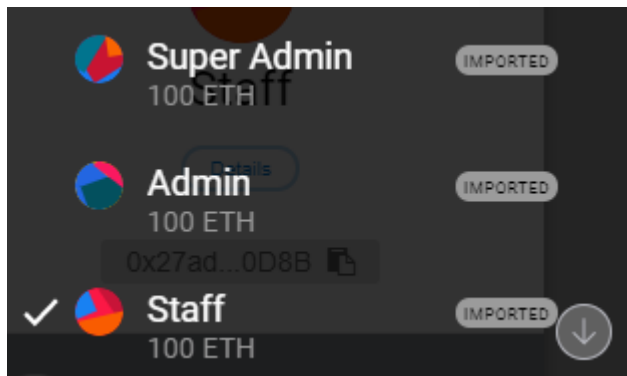 Super Admin IMPORTED
Staff
100 ETH
Details
Admin IMPORTED
100 ETH
0x27ad...0D8B
Staff IMPORTED
100 ETH